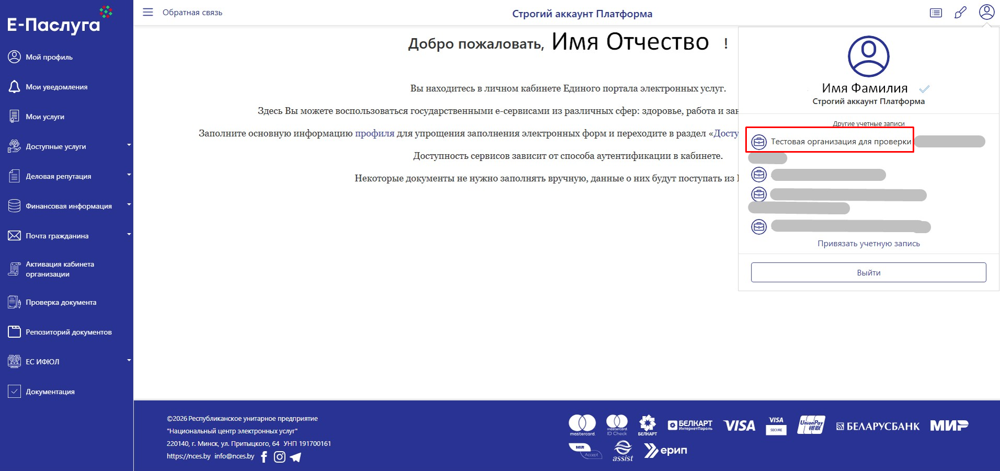 Е-Паслуга
Мой профиль
Мои уведомления
Мои услуги
Доступные услуги
Деловая репутация
Финансовая информация
Почта гражданина
Активация кабинета
организации
Проверка документа
Репозиторий документов
ЕС ИФЮЛ
Документация
Обратная связь
Строгий аккаунт Платформа
Добро пожаловать, Имя Отчество !
Вы находитесь в личном кабинете Единого портала электронных услуг.
Здесь Вы можете воспользоваться государственными е-сервисами из различных сфер: здоровье, работа и зан
Заполните основную информацию профиля для упрощения заполнения электронных форм и переходите в раздел «Досту
Доступность сервисов зависит от способа аутентификации в кабинете.
Некоторые документы не нужно заполнять вручную, данные о них будут поступать из
Имя Фамилия
Строгий аккаунт Платформа
Другие учетные записи
Тестовая организация для проверки
Привязать учетную запись
Выйти
©2026 Республиканское унитарное предприятие
"Национальный центр электронных услуг"
220140, г. Минск, ул. Притыцкого, 64 УНП 191700161
https://nces.by info@nces.by
mastercard.
mastercard.
ID Check
БЕЛКАРТ
БЕЛКАРТ
ИнтернетПароль
VISA
VISA
SECURE
UnionPay
银联
БЕЛАРУСБАНК
МИР
MIR
Accept
assist
ерип